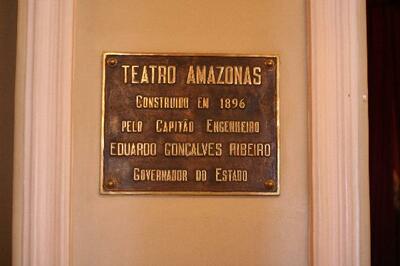 TEATRO AMAZONAS
CONSTRUIDO EM 1896
PELO CAPITÃO ENGENHEIRO
EDUARDO GONÇALVES RIBEIRO
GOVERNADOR DO ESTADO